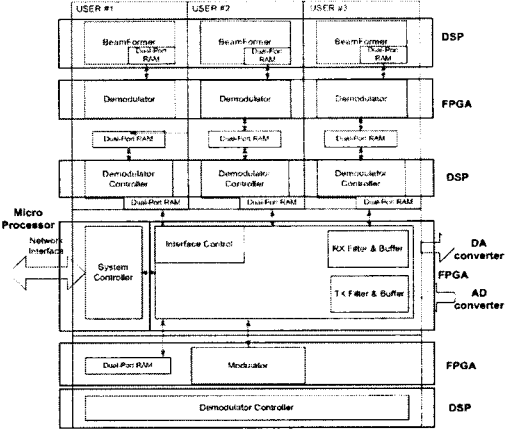 USER #1 USER #2 USER #3
BeamFormer BeamFormer BeamFormer DSP
Dual-Port RAM Dual-Port RAM Dual-Port RAM
Demodulator Demodulator Demodulator FPGA
Dual-Port RAM Dual-Port RAM Dual-Port RAM
Demodulator Controller Demodulator Controller Demodulator Controller DSP
Dual-Port RAM Dual-Port RAM Dual-Port RAM
Micro Processor
Network Interface
System Controller
Interface Control
RX Filter & Buffer
TX Filter & Buffer
DA converter
FPGA
AD converter
Dual-Port RAM Modulator FPGA
Demodulator Controller DSP